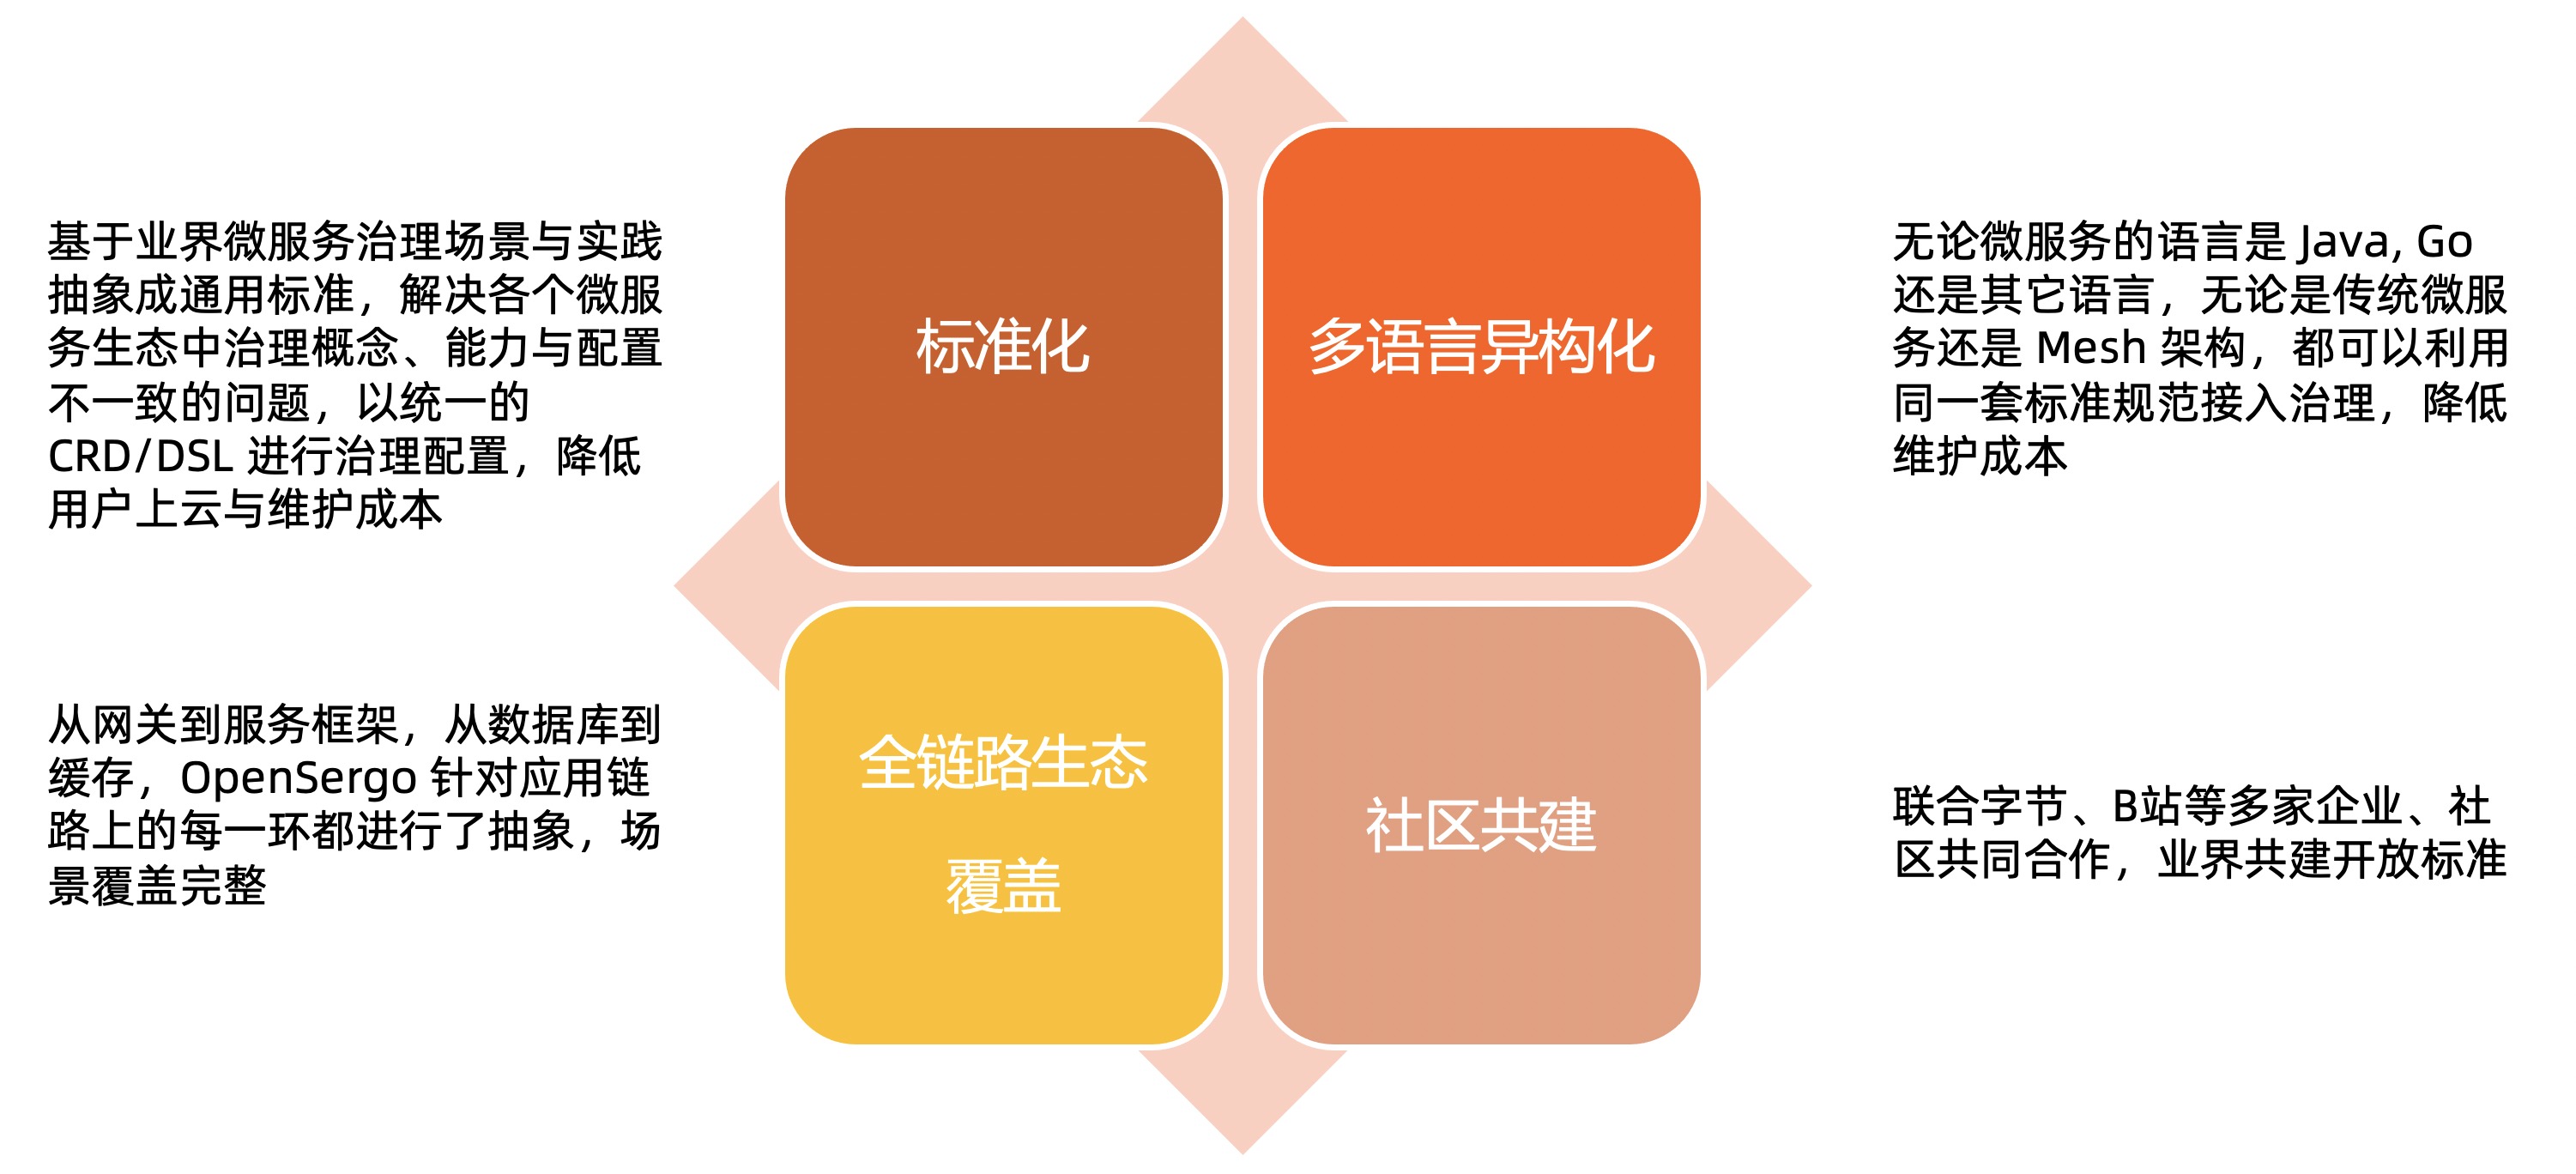 基于业界微服务治理场景与实践
抽象成通用标准，解决各个微服
务生态中治理概念、能力与配置
不一致的问题，以统一的
CRD/DSL 进行治理配置，降低
用户上云与维护成本
标准化
多语言异构化
无论微服务的语言是 Java, Go
还是其它语言，无论是传统微服
务还是 Mesh 架构，都可以利用
同一套标准规范接入治理，降低
维护成本
从网关到服务框架，从数据库到
缓存，OpenSergo 针对应用链
路上的每一环都进行了抽象，场
景覆盖完整
全链路生态
覆盖
社区共建
联合字节、B站等多家企业、社
区共同合作，业界共建开放标准